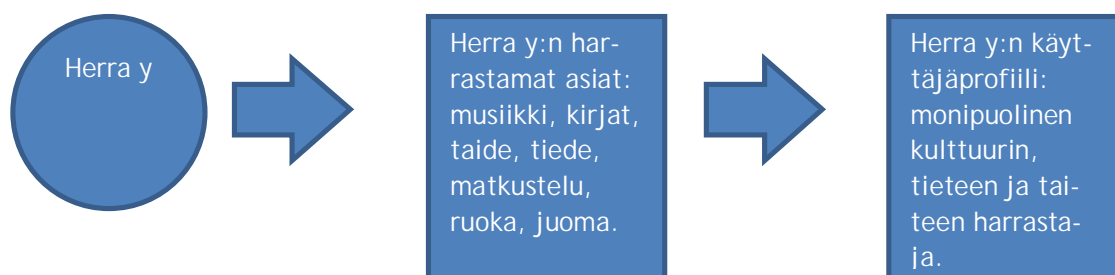 Herra y
Herra y:n har-
rastamat asiat:
musiikki, kirjat,
taide, tiede,
matkustelu,
ruoka, juoma.
Herra y:n käyt-
täjäprofiili:
monipuolinen
kulttuurin,
tieteen ja tai-
teen harrasta-
ja.